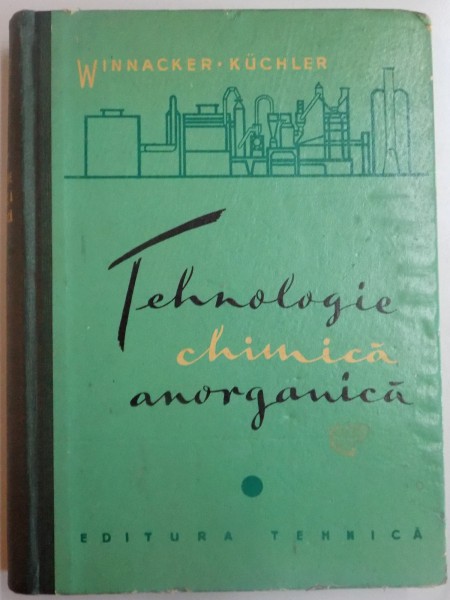 WINNACKER • KÜCHLER
Tehnologie
chimică
anorganică
EDITURA TEHNICĂ